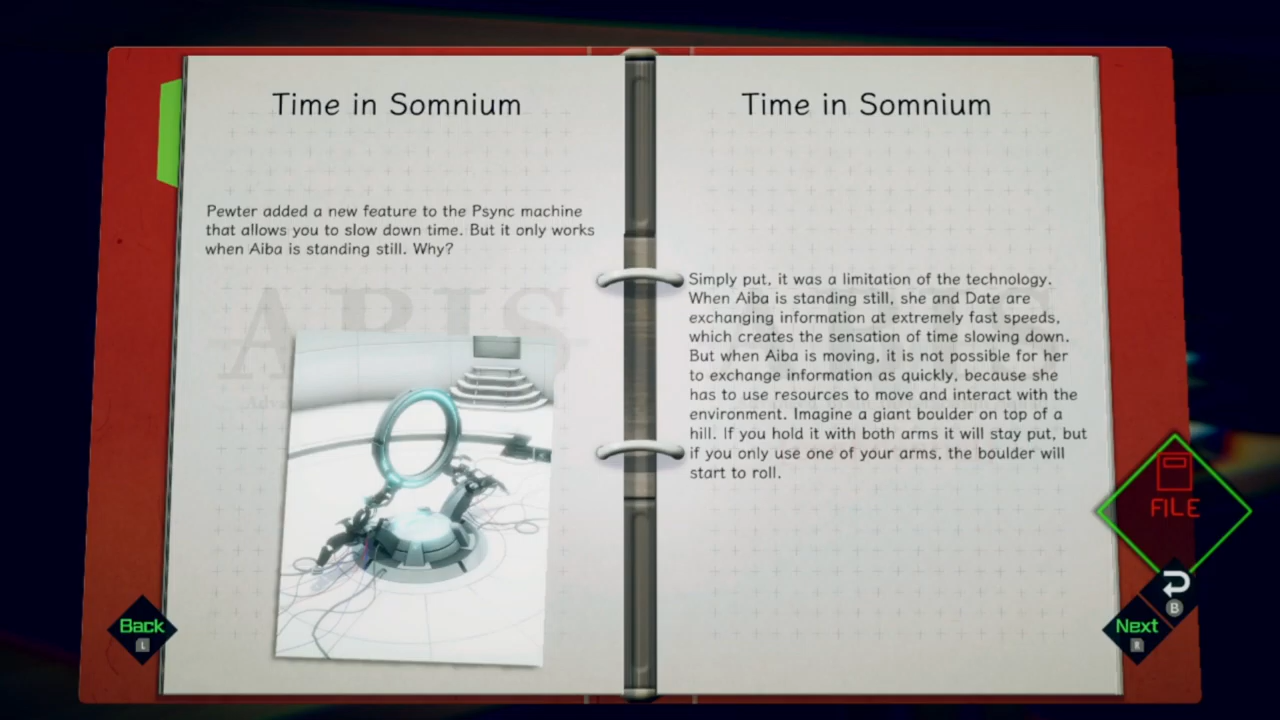 Time in Somnium
Pewter added a new feature to the Psync machine
that allows you to slow down time. But it only works
when Aiba is standing still. Why?
ABIS
Time in Somnium
Simply put, it was a limitation of the technology.
When Aiba is standing still, she and Date are
exchanging information at extremely fast speeds,
which creates the sensation of time slowing down.
But when Aiba is moving, it is not possible for her
to exchange information as quickly, because she
has to use resources to move and interact with the
environment. Imagine a giant boulder on top of a
hill. If you hold it with both arms it will stay put, but
if you only use one of your arms, the boulder will
start to roll.
FILE
B
Back
L
Next
R